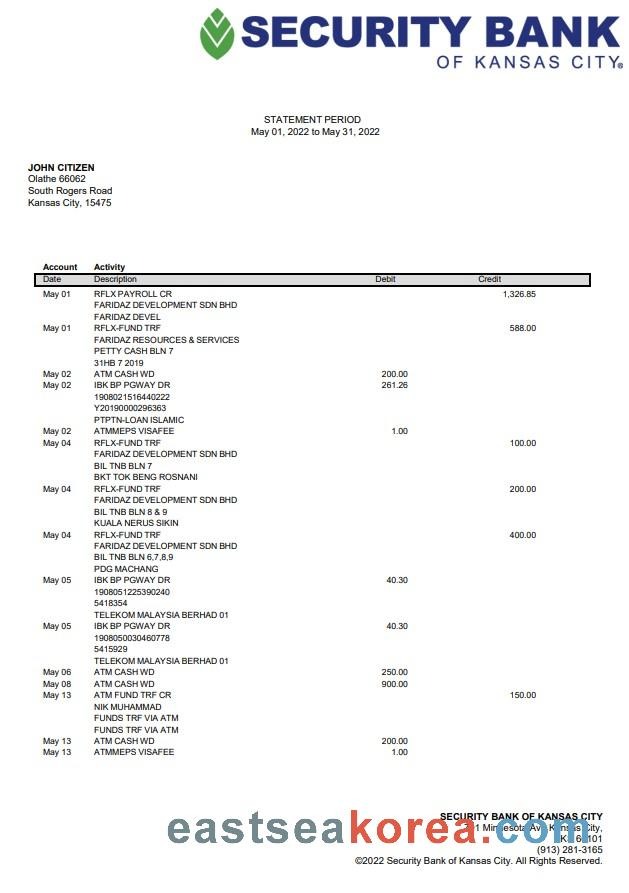 SECURITY BANK
OF KANSAS CITY®
STATEMENT PERIOD
May 01, 2022 to May 31, 2022
JOHN CITIZEN
Olathe 66062
South Rogers Road
Kansas City, 15475
Account Activity
Date Description Debit Credit
May 01 RFLX PAYROLL CR 1,326.85
FARIDAZ DEVELOPMENT SDN BHD
FARIDAZ DEVEL
May 01 RFLX-FUND TRF 588.00
FARIDAZ RESOURCES & SERVICES
PETTY CASH BLN 7
31HB 7 2019
May 02 ATM CASH WD 200.00
May 02 IBK BP PGWAY DR 261.26
1908021516440222
Y20190000296363
PTPTN-LOAN ISLAMIC
May 02 ATMMEPS VISAFEE 1.00
May 04 RFLX-FUND TRF 100.00
FARIDAZ DEVELOPMENT SDN BHD
BIL TNB BLN 7
BKT TOK BENG ROSNANI
May 04 RFLX-FUND TRF 200.00
FARIDAZ DEVELOPMENT SDN BHD
BIL TNB BLN 8 & 9
KUALA NERUS SIKIN
May 04 RFLX-FUND TRF 400.00
FARIDAZ DEVELOPMENT SDN BHD
BIL TNB BLN 6,7,8,9
PDG MACHANG
May 05 IBK BP PGWAY DR 40.30
1908051225390240
5418354
TELEKOM MALAYSIA BERHAD 01
May 05 IBK BP PGWAY DR 40.30
1908050030460778
5415929
TELEKOM MALAYSIA BERHAD 01
May 06 ATM CASH WD 250.00
May 08 ATM CASH WD 900.00
May 13 ATM FUND TRF CR 150.00
NIK MUHAMMAD
FUNDS TRF VIA ATM
FUNDS TRF VIA ATM
May 13 ATM CASH WD 200.00
May 13 ATMMEPS VISAFEE 1.00
eastseakorea.com
SECURITY BANK OF KANSAS CITY
Minnesota Kansas City,
(913) 281-3165
©2022 Security Bank of Kansas City. All Rights Reserved.